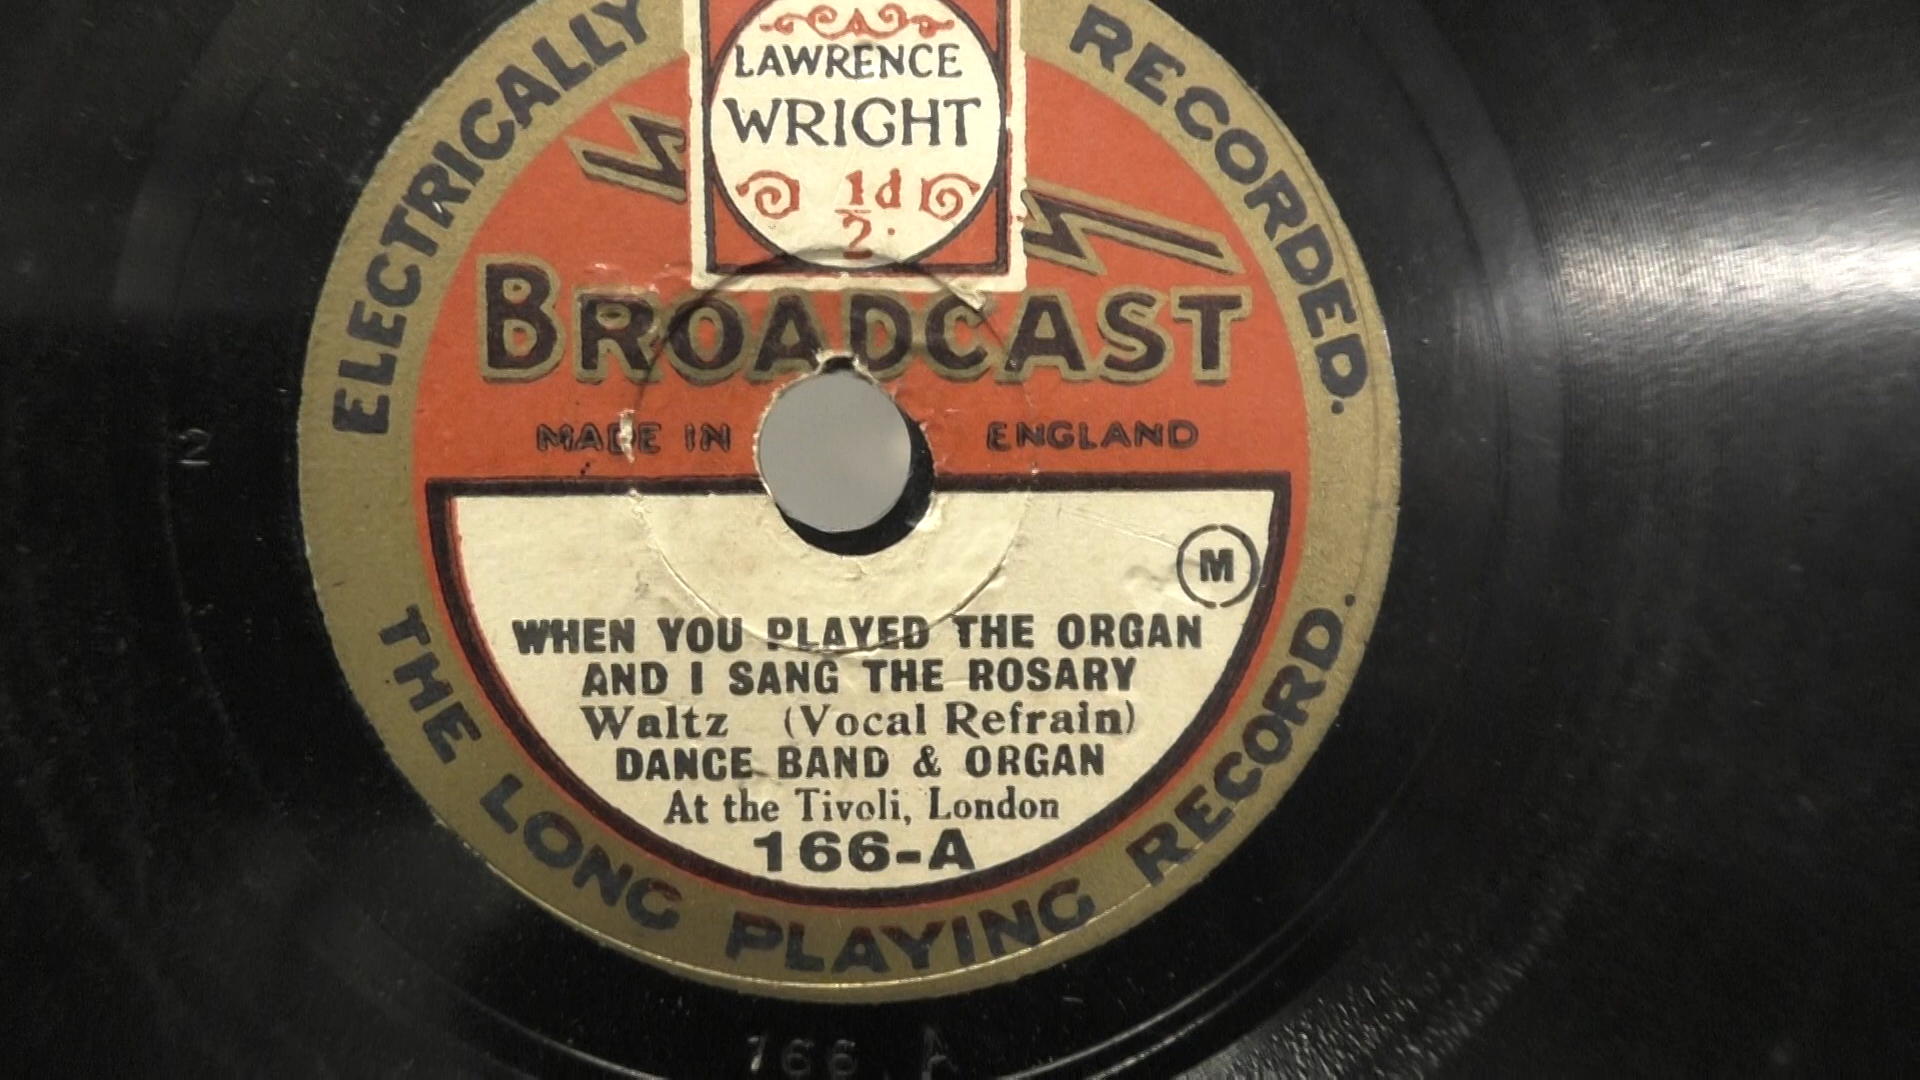 ELECTRICALLY RECORDED.
LAWRENCE
WRIGHT
1d
2.
BROADCAST
MADE IN ENGLAND
M
WHEN YOU PLAYED THE ORGAN
AND I SANG THE ROSARY
Waltz (Vocal Refrain)
DANCE BAND & ORGAN
At the Tivoli, London
166-A
THE LONG PLAYING RECORD.
2
166 A